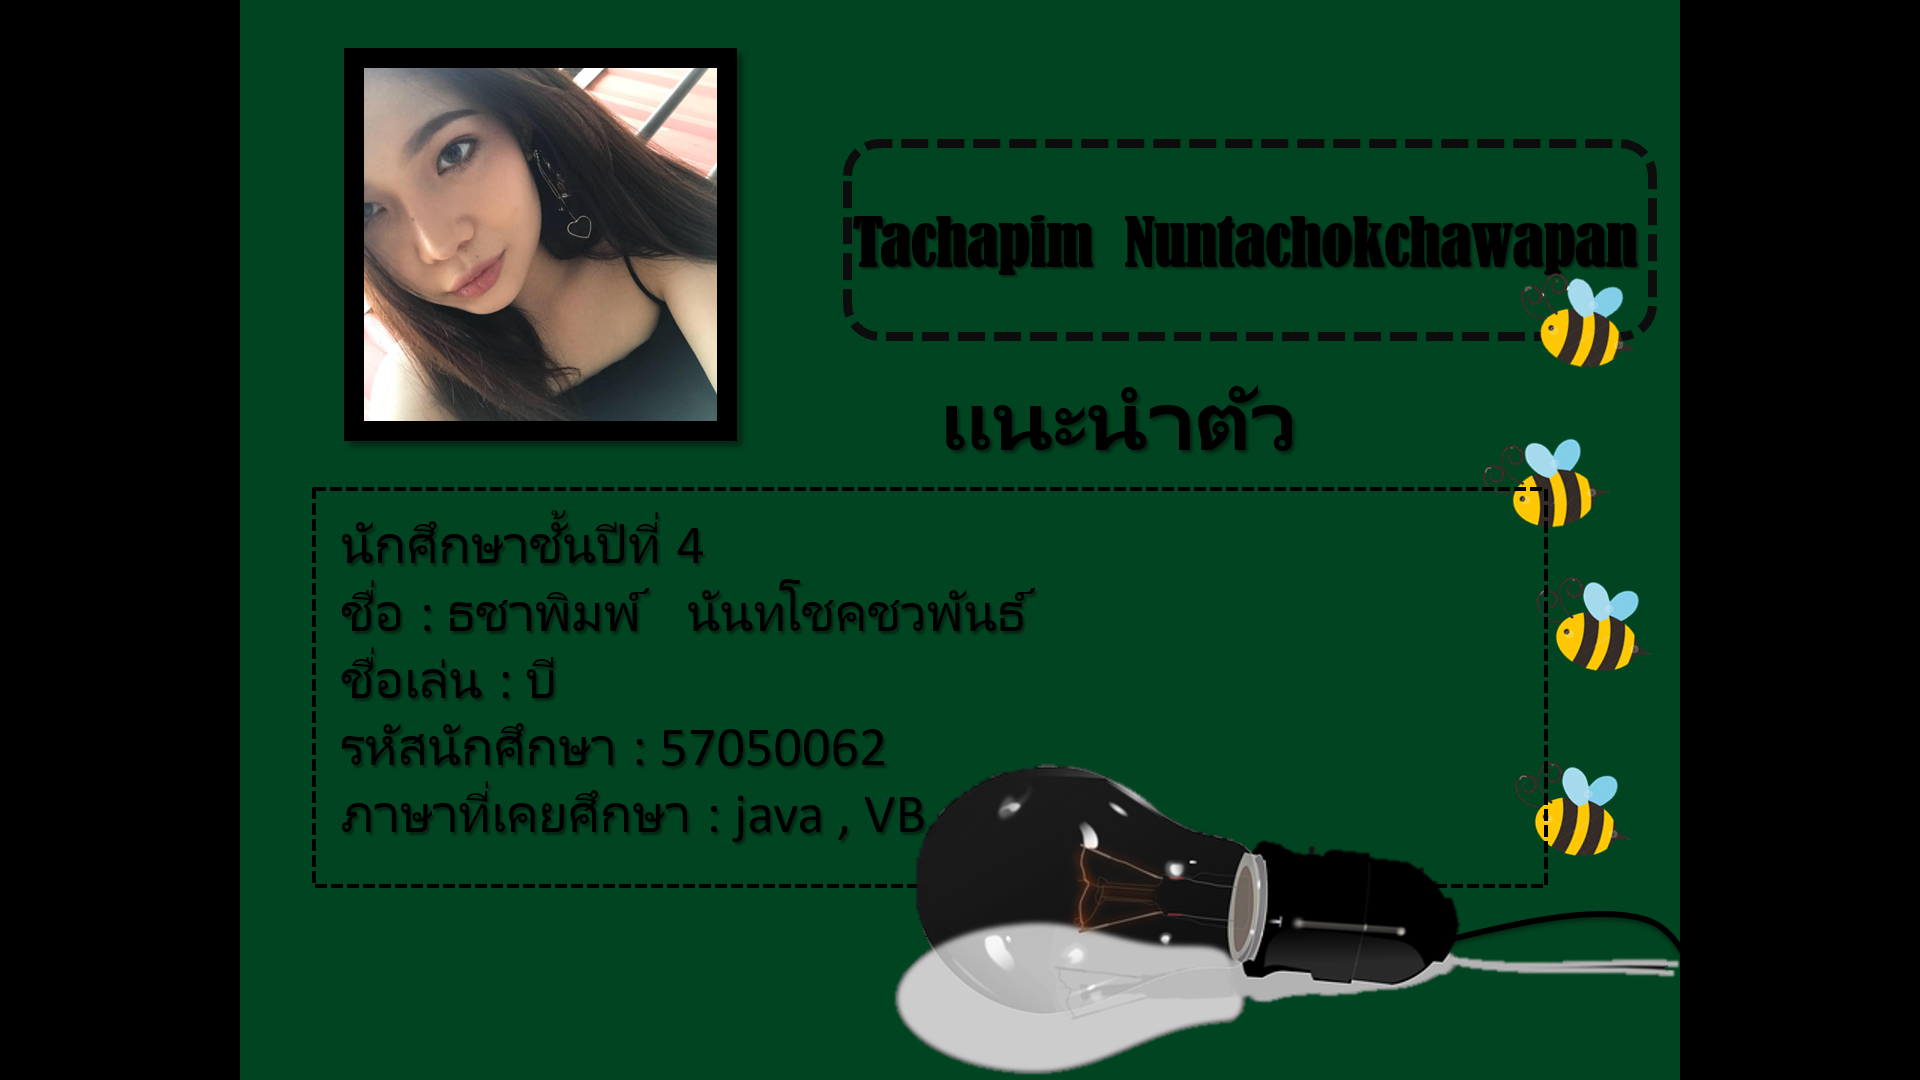 Tachapim Nuntachokchawapan
แนะนำตัว
นักศึกษาชั้นปีที่ 4
ชื่อ : ธชาพิมพ์ นันทโชคชวพันธ์
ชื่อเล่น : บี
รหัสนักศึกษา : 57050062
ภาษาที่เคยศึกษา : java , VB